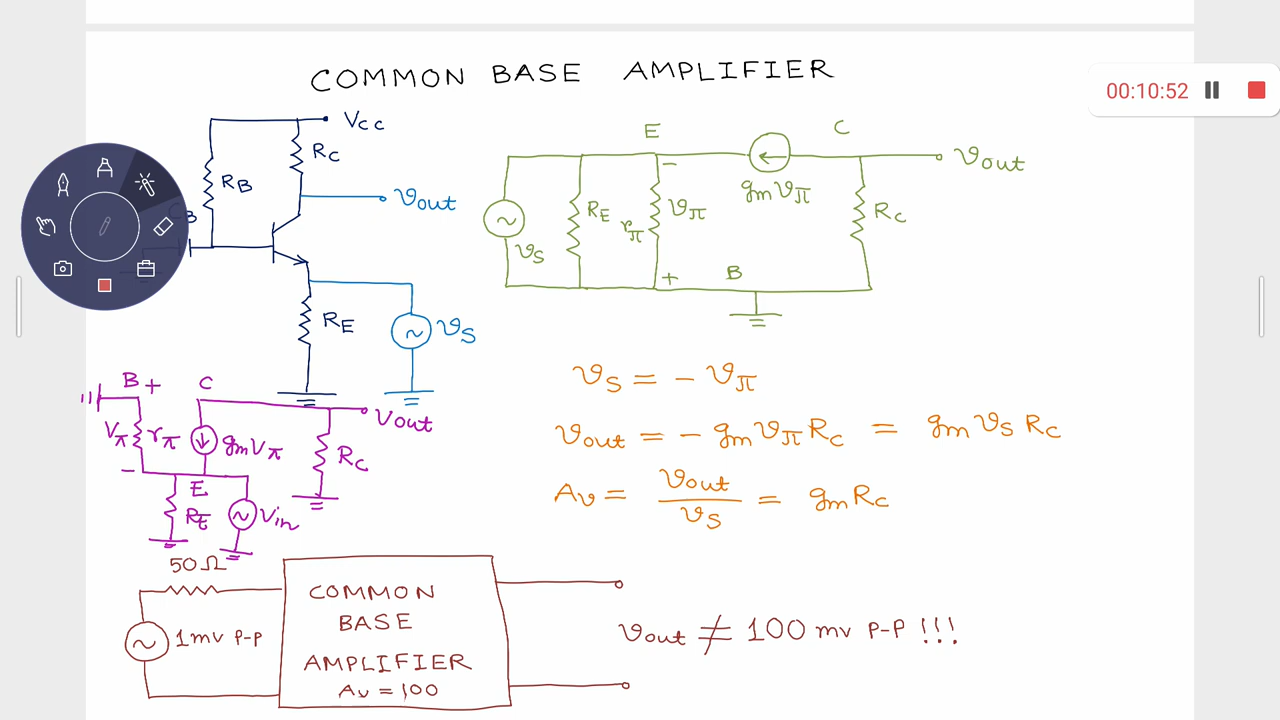 COMMON BASE AMPLIFIER
00:10:52
Vcc
Rc
RB
B
Vout
RE
vs
E
C
vout
gm vπ
RE
rπ
vπ
Rc
vs
−
+
B
B +
C
Vout
Vπ
rπ
gmVπ
Rc
−
E
RE
Vin
vs = − vπ
vout = − gm vπ Rc = gm vs Rc
Av = vout / vs = gm Rc
50Ω
1mv P-P
COMMON
BASE
AMPLIFIER
Av = 100
vout ≠ 100 mv P-P !!!